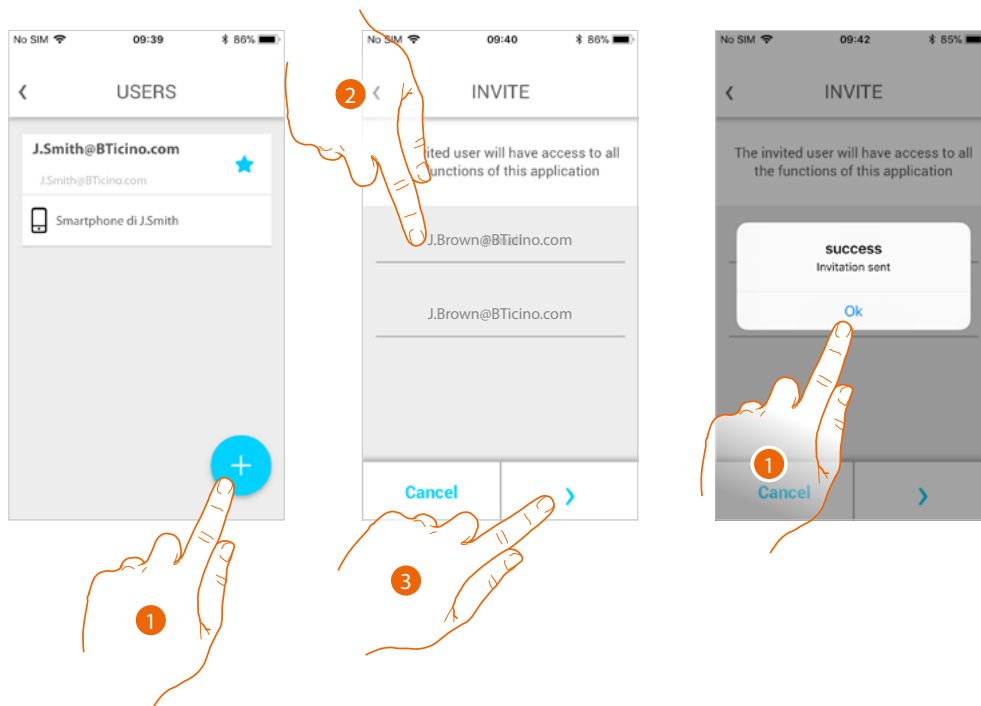 No SIM 09:39 86%
USERS
J.Smith@BTicino.com
J.Smith@BTicino.com
Smartphone di J.Smith
+
1
No SIM 09:40 86%
2
INVITE
ited user will have access to all
functions of this application
J.Brown@BTicino.com
J.Brown@BTicino.com
Cancel
3
No SIM 09:42 85%
INVITE
The invited user will have access to all
the functions of this application
success
Invitation sent
Ok
1
Cancel